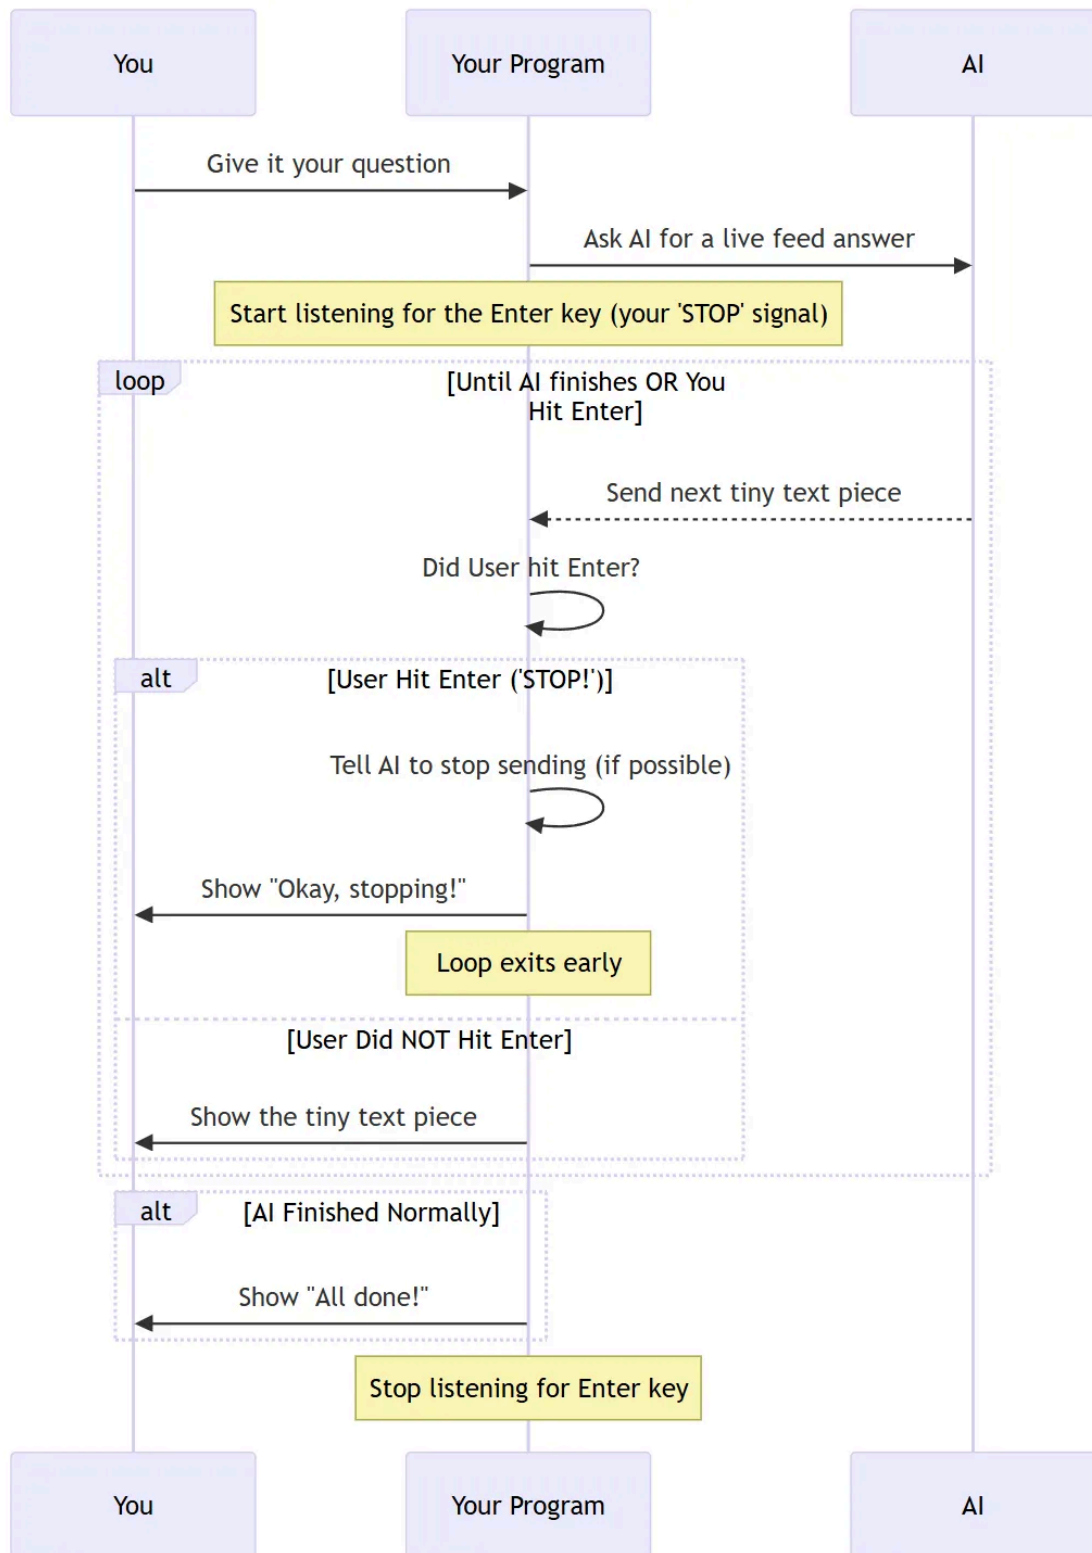 You Your Program AI
Give it your question
Ask AI for a live feed answer
Start listening for the Enter key (your 'STOP' signal)
loop [Until AI finishes OR You
Hit Enter]
Send next tiny text piece
Did User hit Enter?
alt [User Hit Enter ('STOP!')]
Tell AI to stop sending (if possible)
Show "Okay, stopping!"
Loop exits early
[User Did NOT Hit Enter]
Show the tiny text piece
alt [AI Finished Normally]
Show "All done!"
Stop listening for Enter key
You Your Program AI